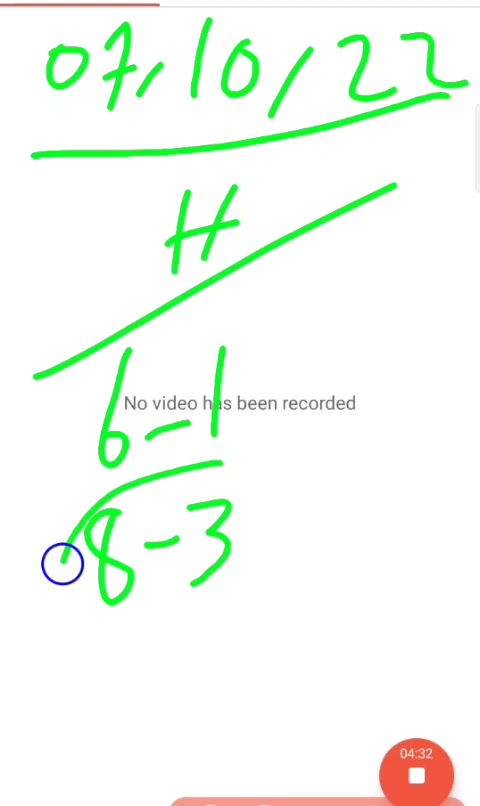 07, 10, 22
H
6-1
No video has been recorded
8-3
04:32